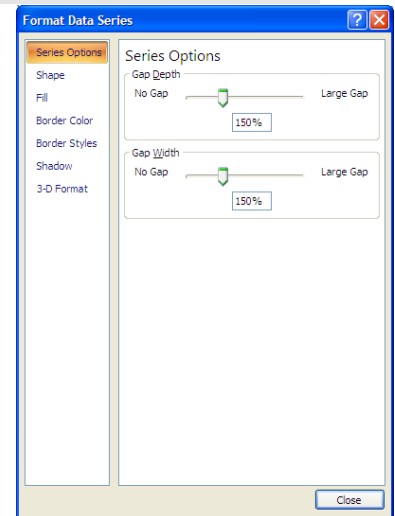 Format Data Series
Series Options
Shape
Fill
Border Color
Border Styles
Shadow
3-D Format
Series Options
Gap Depth
No Gap Large Gap
150%
Gap Width
No Gap Large Gap
150%
Close